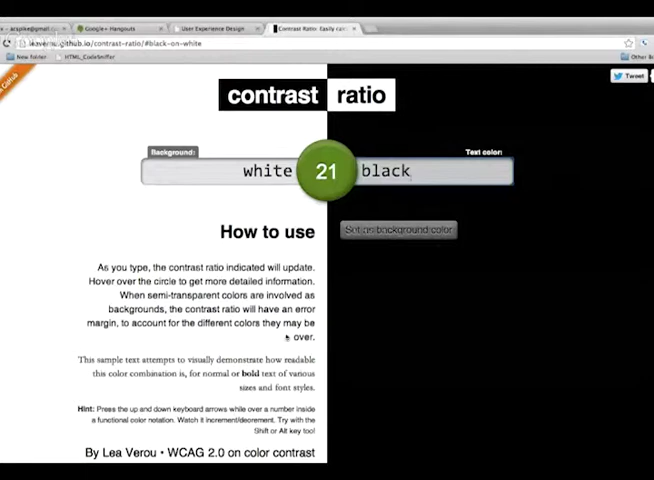 Google+ Hangouts
User Experience Design
Contrast Ratio: Easily
.github.io/contrast-ratio/#black-on-white
New folder
HTML_CodeSniffer
Other
GitHub
Tweet
contrast ratio
Background:
Text color:
white 21 black
How to use
Set as background color
As you type, the contrast ratio indicated will update.
Hover over the circle to get more detailed information.
When semi-transparent colors are involved as
backgrounds, the contrast ratio will have an error
margin, to account for the different colors they may be
over.
This sample text attempts to visually demonstrate how readable
this color combination is, for normal or bold text of various
sizes and font styles.
Hint: Press the up and down keyboard arrows while over a number inside
a functional color notation. Watch it increment/decrement. Try with the
Shift or Alt key too!
By Lea Verou • WCAG 2.0 on color contrast